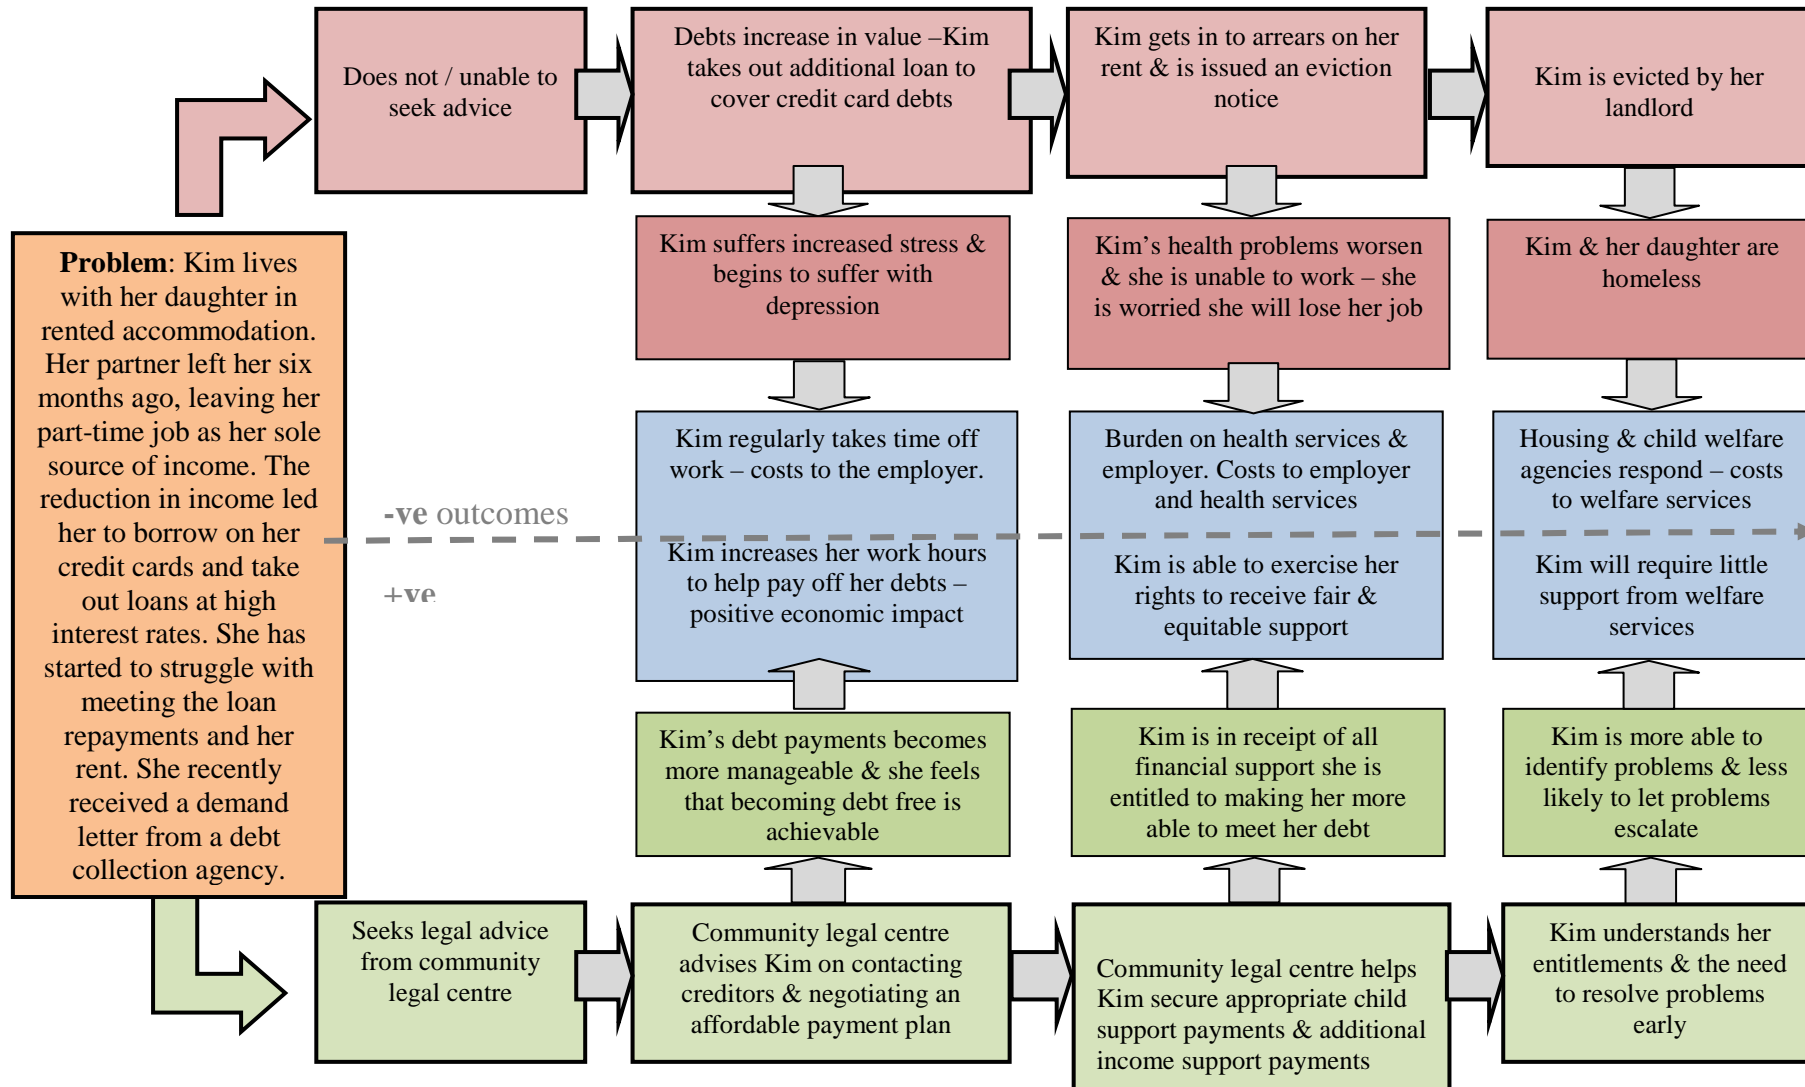 Does not / unable to
seek advice
Debts increase in value –Kim
takes out additional loan to
cover credit card debts
Kim gets in to arrears on her
rent & is issued an eviction
notice
Kim is evicted by her
landlord
Kim suffers increased stress &
begins to suffer with
depression
Kim’s health problems worsen
& she is unable to work – she
is worried she will lose her job
Kim & her daughter are
homeless
Problem: Kim lives
with her daughter in
rented accommodation.
Her partner left her six
months ago, leaving her
part-time job as her sole
source of income. The
reduction in income led
her to borrow on her
credit cards and take
out loans at high
interest rates. She has
started to struggle with
meeting the loan
repayments and her
rent. She recently
received a demand
letter from a debt
collection agency.
Kim regularly takes time off
work – costs to the employer.
Burden on health services &
employer. Costs to employer
and health services
Housing & child welfare
agencies respond – costs
to welfare services
-ve outcomes
+ve
Kim increases her work hours
to help pay off her debts –
positive economic impact
Kim is able to exercise her
rights to receive fair &
equitable support
Kim will require little
support from welfare
services
Kim’s debt payments becomes
more manageable & she feels
that becoming debt free is
achievable
Kim is in receipt of all
financial support she is
entitled to making her more
able to meet her debt
Kim is more able to
identify problems & less
likely to let problems
escalate
Seeks legal advice
from community
legal centre
Community legal centre
advises Kim on contacting
creditors & negotiating an
affordable payment plan
Community legal centre helps
Kim secure appropriate child
support payments & additional
income support payments
Kim understands her
entitlements & the need
to resolve problems
early